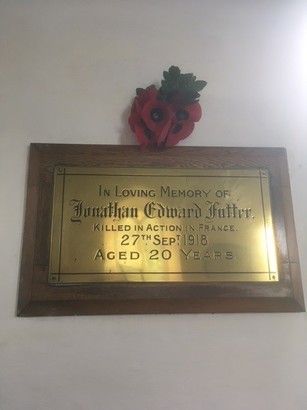 In Loving Memory of
Jonathan Edward Futter.
Killed in Action in France.
27th Sept 1918
Aged 20 Years